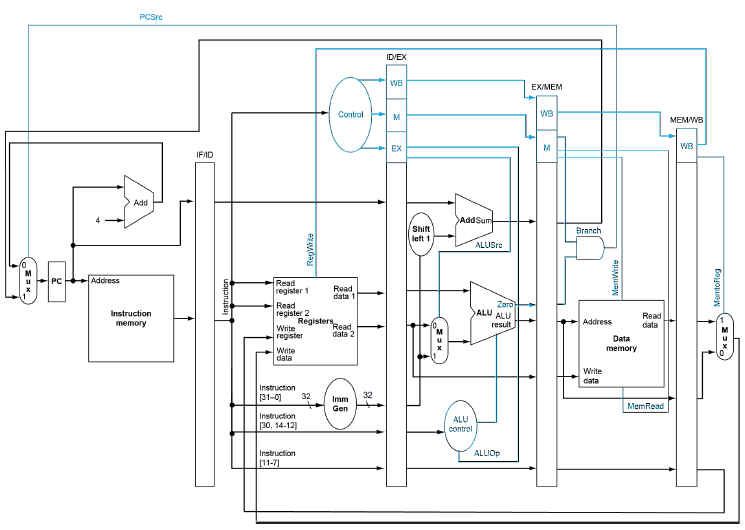 PCSrc
ID/EX
WB
EX/MEM
Control
M
WB
MEM/WB
EX
M
WB
IF/ID
Add
4
Add Sum
Shift
left 1
Branch
ALUSrc
RegWrite
MemWrite
MemtoReg
0
M
u
x
1
PC
Address
Instruction
memory
Instruction
Read
register 1
Read
register 2
Write
register
Write
data
Registers
Read
data 1
Read
data 2
0
M
u
x
1
ALU
Zero
ALU
result
Address
Write
data
Data
memory
Read
data
MemRead
1
M
u
x
0
Instruction
[31–0]
32
Imm
Gen
32
Instruction
[30, 14-12]
ALU
control
Instruction
[11-7]
ALUOp